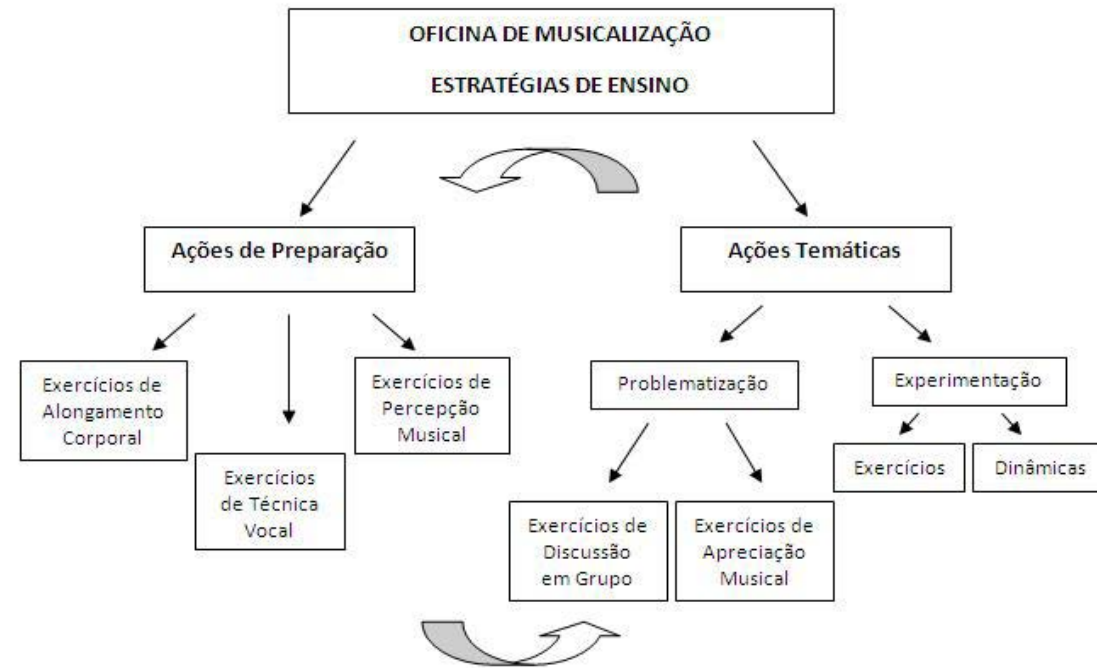 OFICINA DE MUSICALIZAÇÃO
ESTRATÉGIAS DE ENSINO
Ações de Preparação
Ações Temáticas
Exercícios de
Alongamento
Corporal
Exercícios
de Técnica
Vocal
Exercícios de
Percepção
Musical
Problematização
Experimentação
Exercícios de
Discussão
em Grupo
Exercícios de
Apreciação
Musical
Exercícios
Dinâmicas